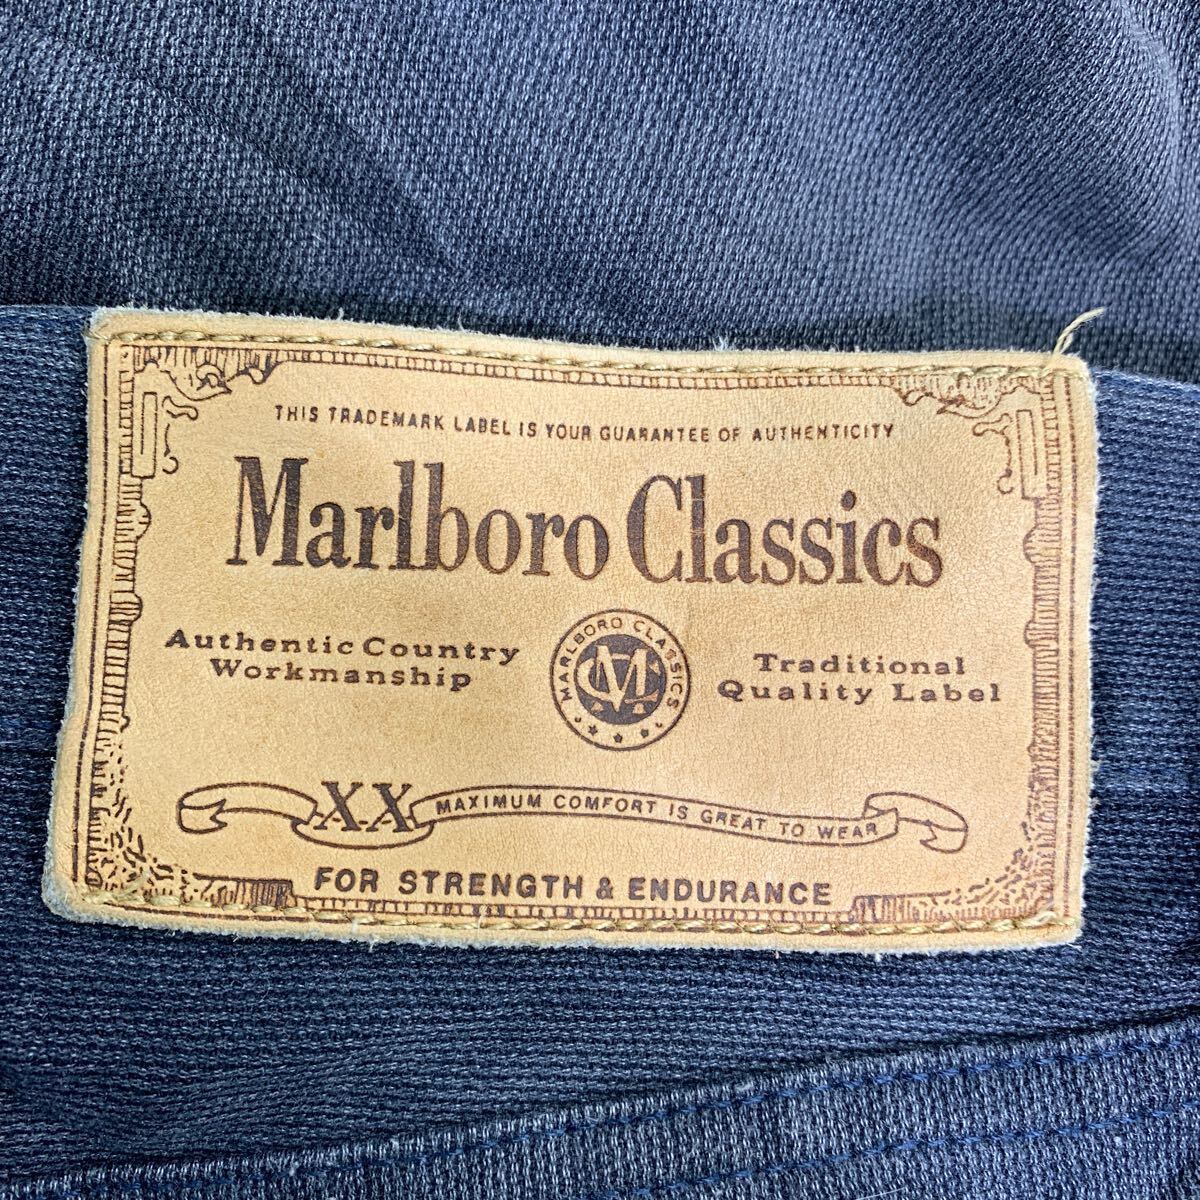 THIS TRADEMARK LABEL IS YOUR GUARANTEE OF AUTHENTICITY
Marlboro Classics
Authentic Country
Workmanship
MARLBORO CLASSICS
MC
Traditional
Quality Label
XX MAXIMUM COMFORT IS GREAT TO WEAR
FOR STRENGTH & ENDURANCE